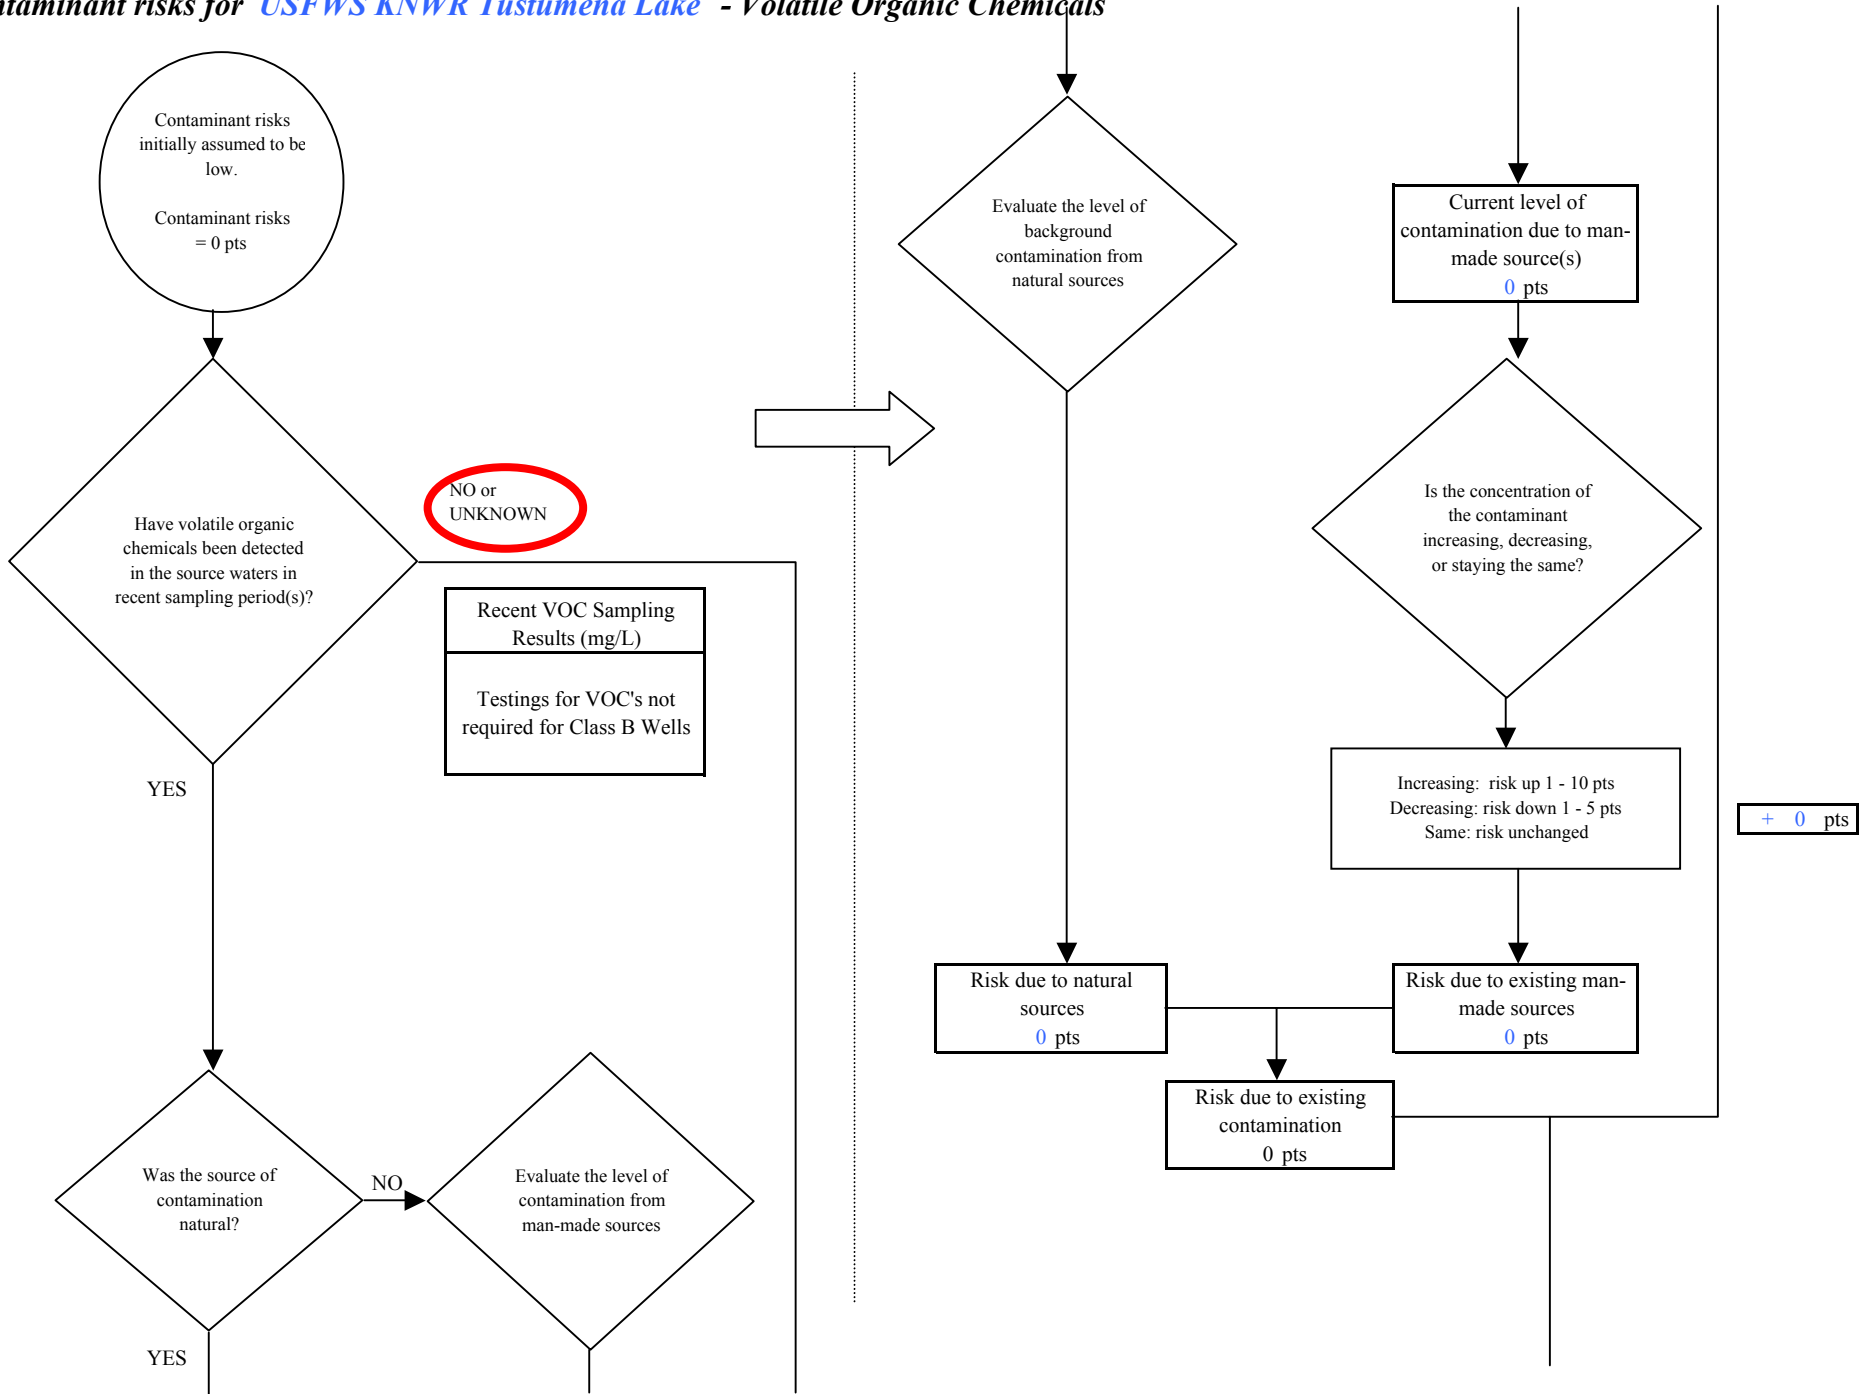 ntaminant risks for USFWS KNWR Tustumena Lake - Volatile Organic Chemicals
Contaminant risks
initially assumed to be
low.
Contaminant risks
= 0 pts
Have volatile organic
chemicals been detected
in the source waters in
recent sampling period(s)?
NO or
UNKNOWN
Recent VOC Sampling
Results (mg/L)
Testings for VOC's not
required for Class B Wells
YES
Was the source of
contamination
natural?
NO
Evaluate the level of
contamination from
man-made sources
YES
Evaluate the level of
background
contamination from
natural sources
Current level of
contamination due to man-
made source(s)
0 pts
Is the concentration of
the contaminant
increasing, decreasing,
or staying the same?
Increasing: risk up 1 - 10 pts
Decreasing: risk down 1 - 5 pts
Same: risk unchanged
+ 0 pts
Risk due to natural
sources
0 pts
Risk due to existing man-
made sources
0 pts
Risk due to existing
contamination
0 pts